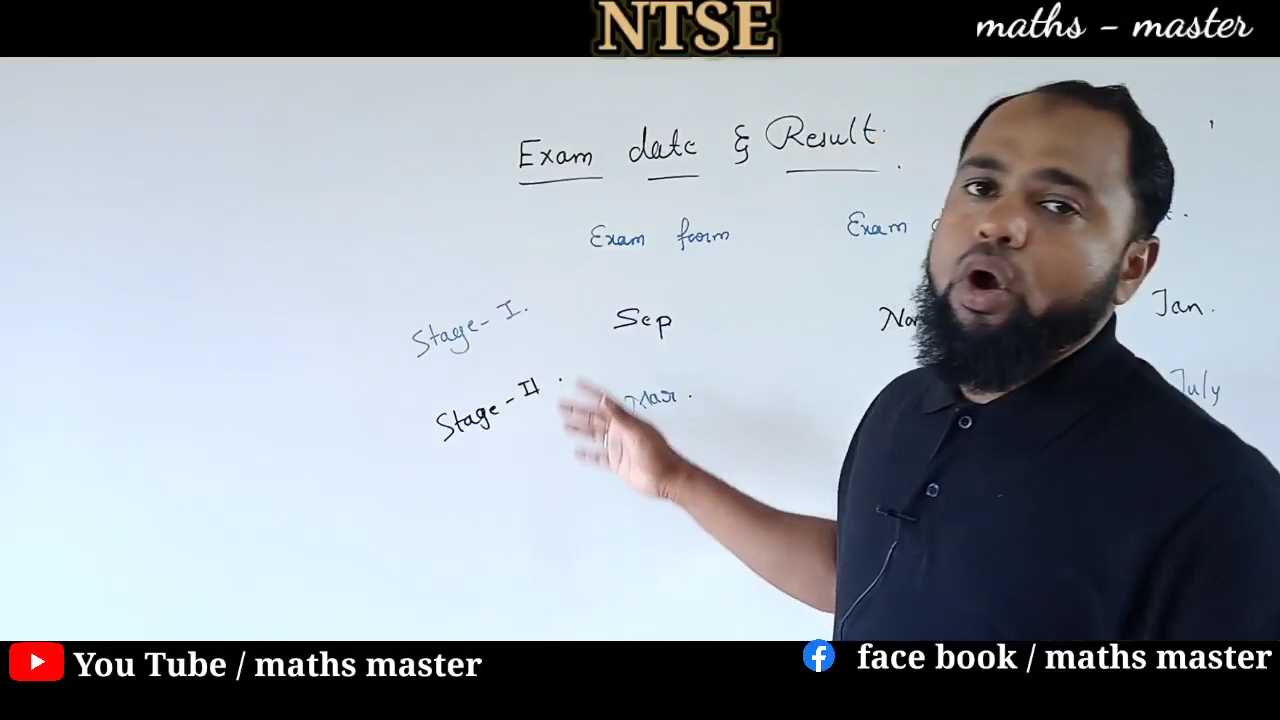 NTSE
maths - master
Exam date & Result.
Exam form Exam
Stage-I. Sep Jan.
Stage-II. Mar. July
You Tube / maths master
face book / maths master